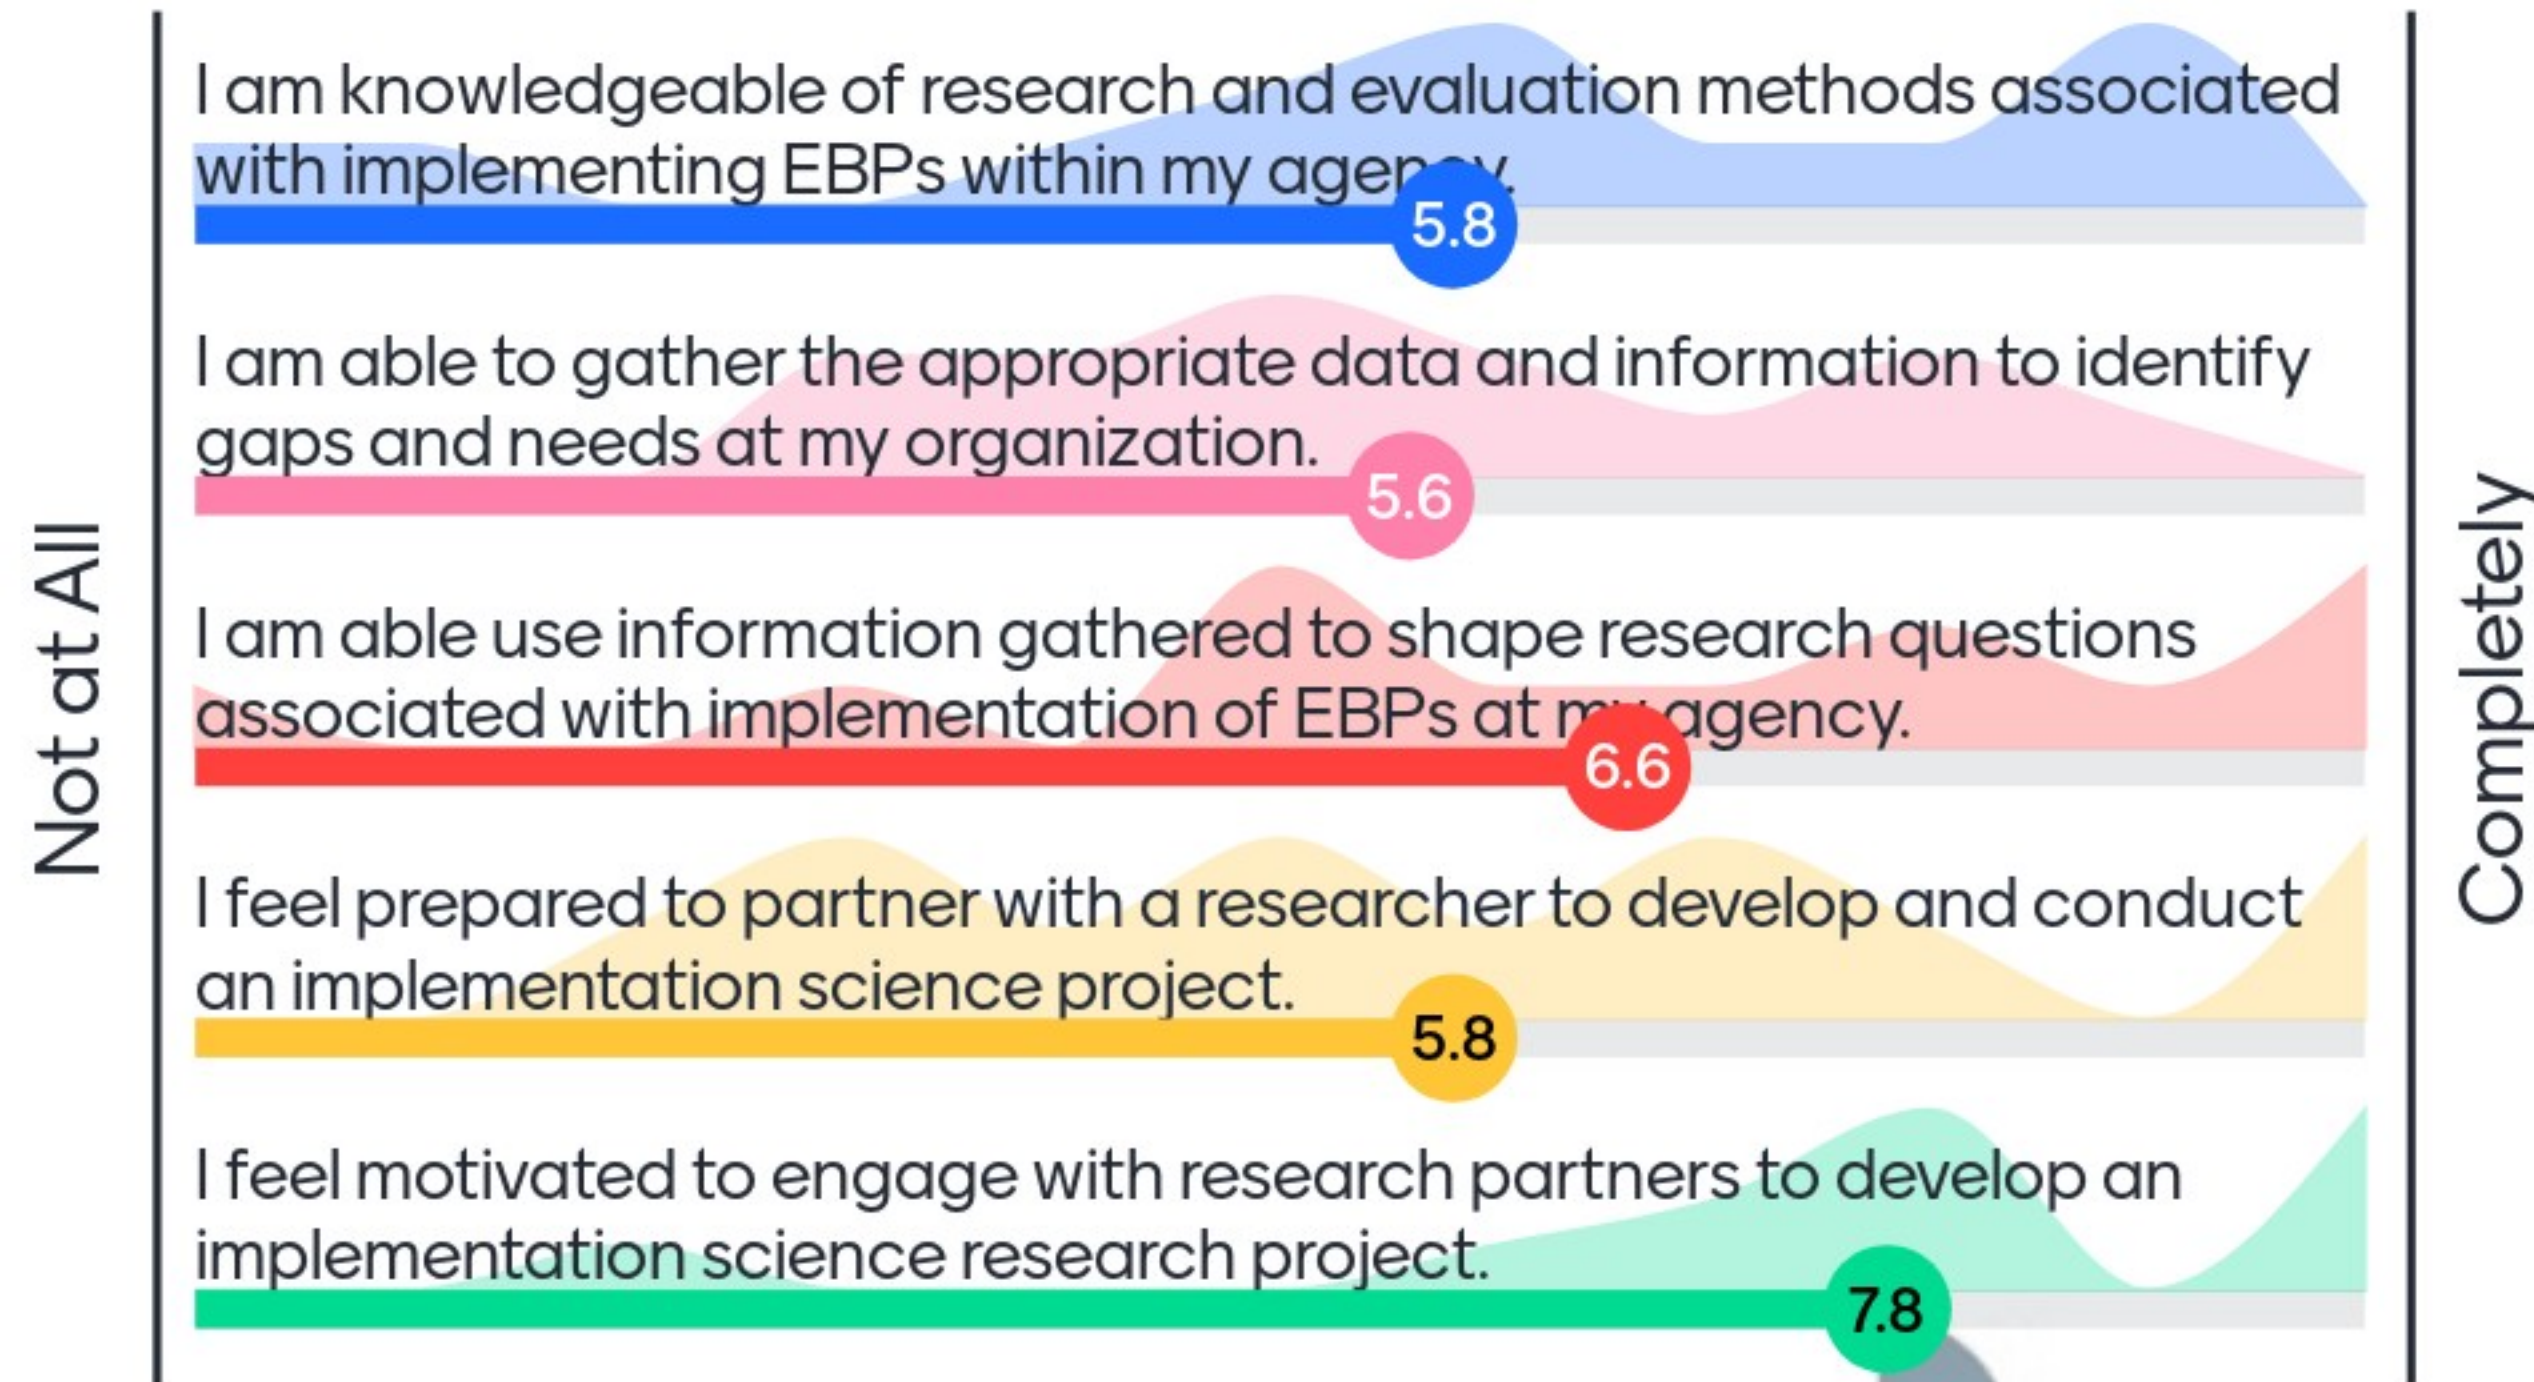 I am knowledgeable of research and evaluation methods associated
with implementing EBPs within my agency.
5.8
I am able to gather the appropriate data and information to identify
gaps and needs at my organization.
5.6
I am able use information gathered to shape research questions
associated with implementation of EBPs at my agency.
6.6
I feel prepared to partner with a researcher to develop and conduct
an implementation science project.
5.8
I feel motivated to engage with research partners to develop an
implementation science research project.
7.8
Not at All
Completely